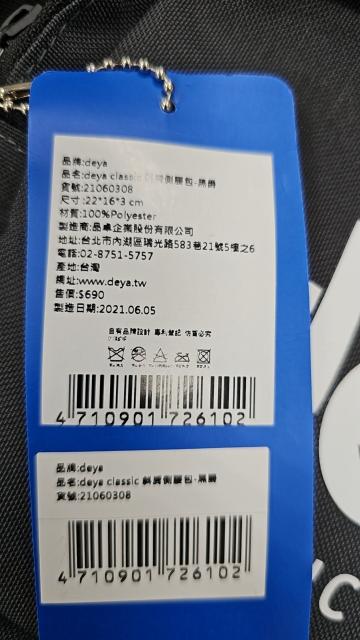 品牌:deya
品名:deya classic 斜肩側腰包-黑爵
貨號:21060308
尺寸:22*16*3 cm
材質:100%Polyester
製造商:品卓企業股份有限公司
地址:台北市內湖區瑞光路583巷21號5樓之6
電話:02-8751-5757
產地:台灣
網址:www.deya.tw
售價:$690
製造日期:2021.06.05
自有品牌設計 專利登記 仿冒必究
4 710901 726102
品牌:deya
品名:deya classic 斜肩側腰包-黑爵
貨號:21060308
4 710901 726102